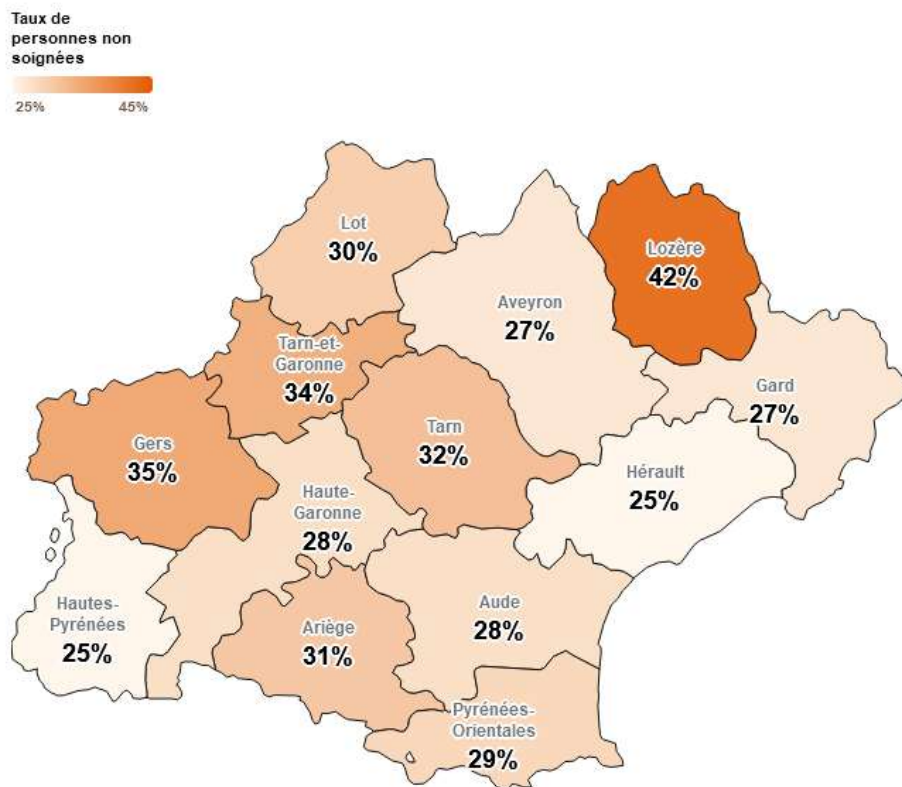 Taux de
personnes non
soignées
25% 45%
Lot
30%
Lozère
42%
Aveyron
27%
Tarn-et-
Garonne
34%
Gard
27%
Gers
35%
Tarn
32%
Hérault
25%
Haute-
Garonne
28%
Hautes-
Pyrénées
25%
Ariège
31%
Aude
28%
Pyrénées-
Orientales
29%